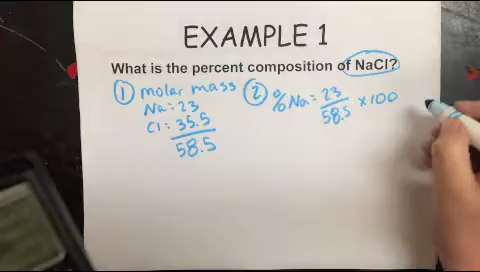 EXAMPLE 1
What is the percent composition of NaCl?
① molar mass
Na = 23
Cl = 35.5
58.5
② % Na = 23/58.5 × 100